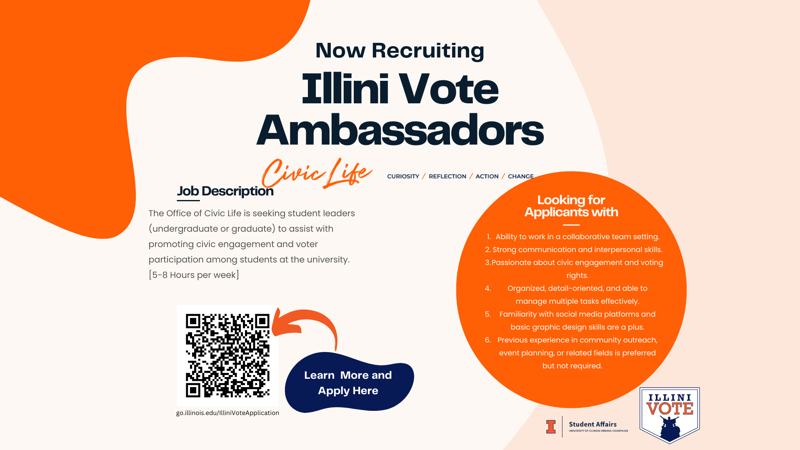 Now Recruiting
Illini Vote
Ambassadors
Civic Life
CURIOSITY / REFLECTION / ACTION / CHANGE
Job Description
The Office of Civic Life is seeking student leaders
(undergraduate or graduate) to assist with
promoting civic engagement and voter
participation among students at the university.
[5-8 Hours per week]
Learn More and
Apply Here
go.illinois.edu/IlliniVoteApplication
Looking for
Applicants with
1. Ability to work in a collaborative team setting.
2. Strong communication and interpersonal skills.
3.Passionate about civic engagement and voting
rights.
4. Organized, detail-oriented, and able to
manage multiple tasks effectively.
5. Familiarity with social media platforms and
basic graphic design skills are a plus.
6. Previous experience in community outreach,
event planning, or related fields is preferred
but not required.
I
Student Affairs
UNIVERSITY OF ILLINOIS URBANA-CHAMPAIGN
ILLINI
VOTE